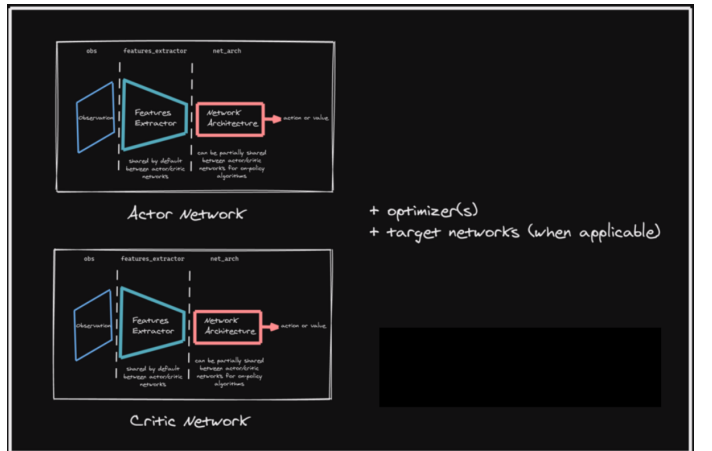 obs features_extractor net_arch
Observation
Features
Extractor
Network
Architecture
action or value
shared by default
between actor/critic
networks
can be partially shared
between actor/critic
networks for on-policy
algorithms
Actor Network
+ optimizer(s)
+ target networks (when applicable)
obs features_extractor net_arch
Observation
Features
Extractor
Network
Architecture
action or value
shared by default
between actor/critic
networks
can be partially shared
between actor/critic
networks for on-policy
algorithms
Critic Network